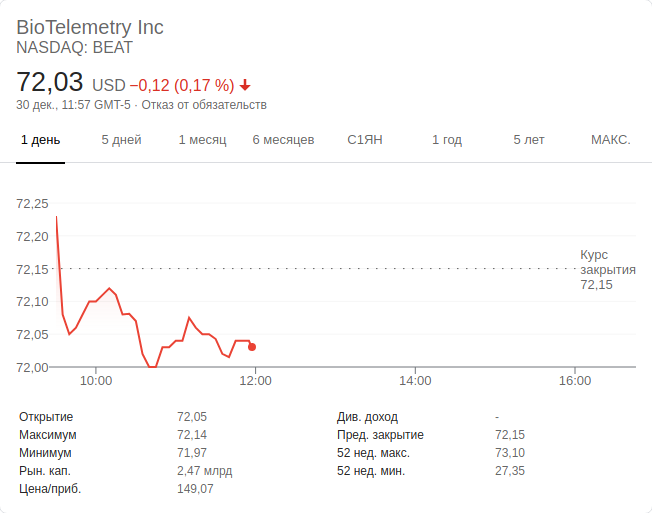 BioTelemetry Inc
NASDAQ: BEAT
72,03 USD −0,12 (0,17 %)
30 дек., 11:57 GMT-5 · Отказ от обязательств
1 день 5 дней 1 месяц 6 месяцев С1ЯН 1 год 5 лет МАКС.
72,25
72,20
72,15
72,10
72,05
72,00
Курс
закрытия
72,15
10:00 12:00 14:00 16:00
Открытие 72,05 Див. доход -
Максимум 72,14 Пред. закрытие 72,15
Минимум 71,97 52 нед. макс. 73,10
Рын. кап. 2,47 млрд 52 нед. мин. 27,35
Цена/приб. 149,07